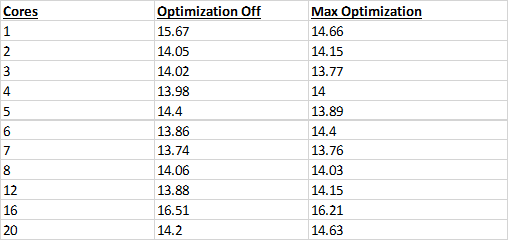 Cores Optimization Off Max Optimization
1 15.67 14.66
2 14.05 14.15
3 14.02 13.77
4 13.98 14
5 14.4 13.89
6 13.86 14.4
7 13.74 13.76
8 14.06 14.03
12 13.88 14.15
16 16.51 16.21
20 14.2 14.63